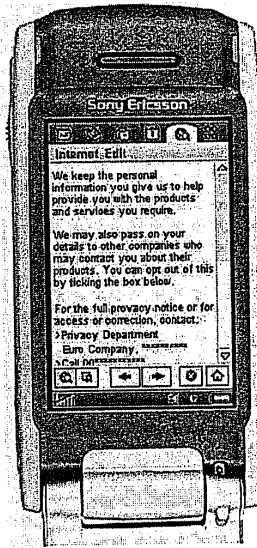 Sony Ericsson
Internet Edit
We keep the personal
information you give us to help
provide you with the products
and services you require.
We may also pass on your
details to other companies who
may contact you about their
products. You can opt out of this
by ticking the box below.
For the full provacy notice or for
access or correction, contact:
>Privacy Department
Euro Company, **********
>Call 00**********